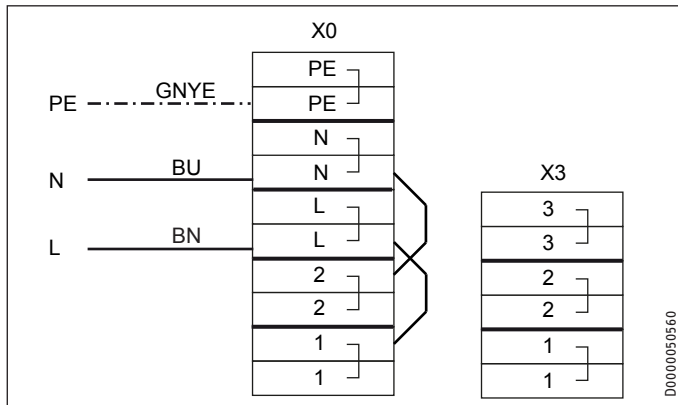 X0
PE
PE GNYE PE
N
N BU N
L
L BN L
2
2
1
1
X3
3
3
2
2
1
1
D0000050560